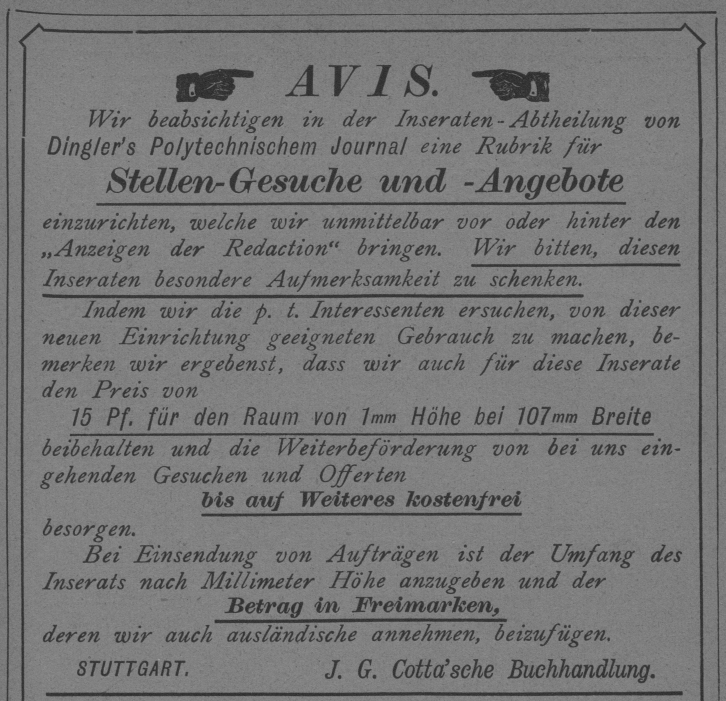 AVIS.
Wir beabsichtigen in der Inseraten-Abtheilung von
Dingler's Polytechnischem Journal eine Rubrik für
Stellen-Gesuche und -Angebote
einzurichten, welche wir unmittelbar vor oder hinter den
„Anzeigen der Redaction“ bringen. Wir bitten, diesen
Inseraten besondere Aufmerksamkeit zu schenken.
Indem wir die p. t. Interessenten ersuchen, von dieser
neuen Einrichtung geeigneten Gebrauch zu machen, be-
merken wir ergebenst, dass wir auch für diese Inserate
den Preis von
15 Pf. für den Raum von 1mm Höhe bei 107mm Breite
beibehalten und die Weiterbeförderung von bei uns ein-
gehenden Gesuchen und Offerten
bis auf Weiteres kostenfrei
besorgen.
Bei Einsendung von Aufträgen ist der Umfang des
Inserats nach Millimeter Höhe anzugeben und der
Betrag in Freimarken,
deren wir auch ausländische annehmen, beizufügen.
STUTTGART. J. G. Cotta'sche Buchhandlung.